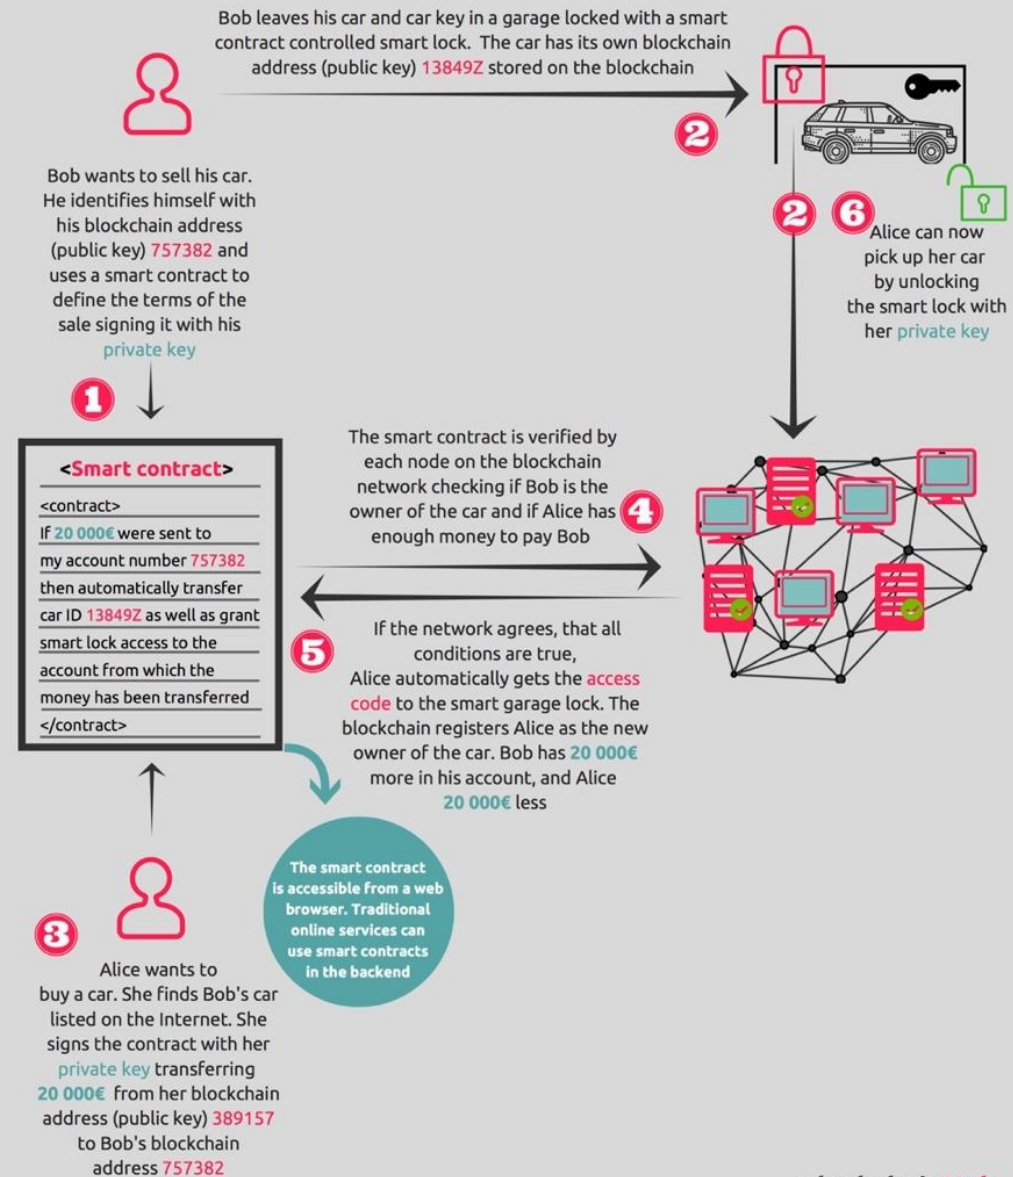 Bob leaves his car and car key in a garage locked with a smart
contract controlled smart lock. The car has its own blockchain
address (public key) 13849Z stored on the blockchain
2
Bob wants to sell his car.
He identifies himself with
his blockchain address
(public key) 757382 and
uses a smart contract to
define the terms of the
sale signing it with his
private key
1
2
6
Alice can now
pick up her car
by unlocking
the smart lock with
her private key
<Smart contract>
<contract>
If 20 000€ were sent to
my account number 757382
then automatically transfer
car ID 13849Z as well as grant
smart lock access to the
account from which the
money has been transferred
</contract>
The smart contract is verified by
each node on the blockchain
network checking if Bob is the
owner of the car and if Alice has
enough money to pay Bob
4
5
If the network agrees, that all
conditions are true,
Alice automatically gets the access
code to the smart garage lock. The
blockchain registers Alice as the new
owner of the car. Bob has 20 000€
more in his account, and Alice
20 000€ less
The smart contract
is accessible from a web
browser. Traditional
online services can
use smart contracts
in the backend
3
Alice wants to
buy a car. She finds Bob's car
listed on the Internet. She
signs the contract with her
private key transferring
20 000€ from her blockchain
address (public key) 389157
to Bob's blockchain
address 757382